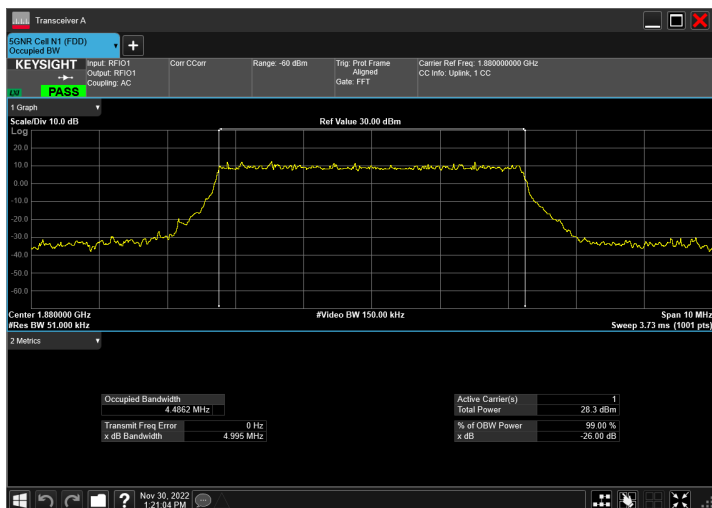 Transceiver A
5GNR Cell N1 (FDD)
Occupied BW
KEYSIGHT
PASS
Input: RFIO1
Output: RFIO1
Coupling: AC
Corr CCorr
Range: -60 dBm
Trig: Prot Frame
Aligned
Gate: FFT
Carrier Ref Freq: 1.880000000 GHz
CC Info: Uplink, 1 CC
1 Graph
Scale/Div 10.0 dB
Ref Value 30.00 dBm
Log
20.0
10.0
0.00
-10.0
-20.0
-30.0
-40.0
-50.0
-60.0
Center 1.880000 GHz
#Video BW 150.00 kHz
Span 10 MHz
#Res BW 51.000 kHz
Sweep 3.73 ms (1001 pts)
2 Metrics
Occupied Bandwidth
4.4862 MHz
Transmit Freq Error 0 Hz
x dB Bandwidth 4.995 MHz
Active Carrier(s) 1
Total Power 28.3 dBm
% of OBW Power 99.00 %
x dB -26.00 dB
Nov 30, 2022
1:21:04 PM